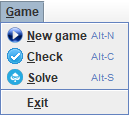 Game
New game Alt-N
Check Alt-C
Solve Alt-S
Exit